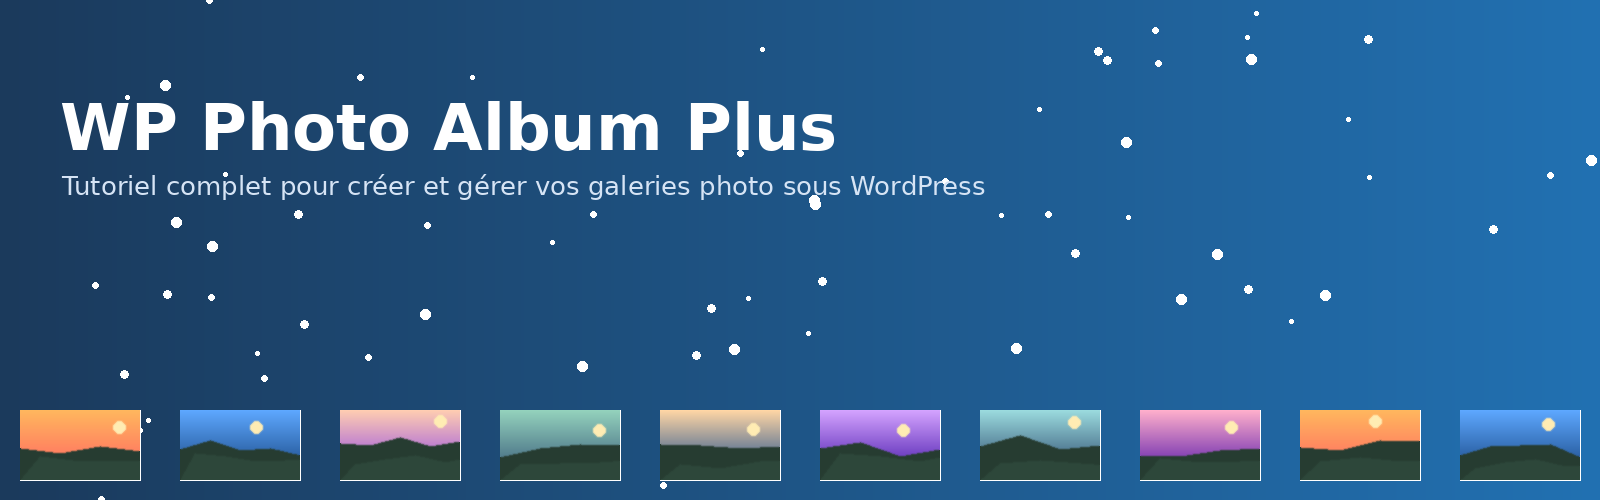 WP Photo Album Plus
Tutoriel complet pour créer et gérer vos galeries photo sous WordPress